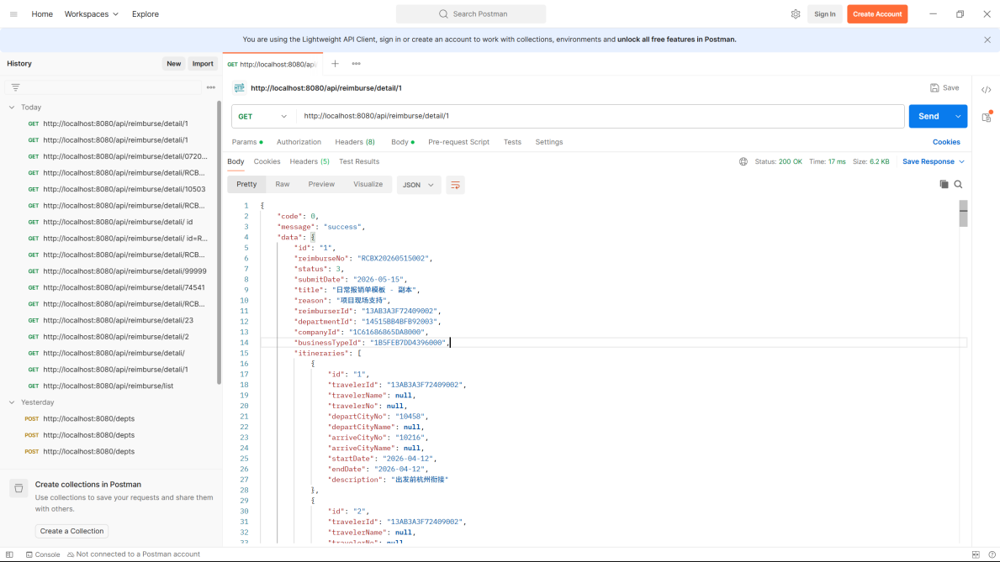 Home Workspaces Explore Search Postman Sign In Create Account
You are using the Lightweight API Client, sign in or create an account to work with collections, environments and unlock all free features in Postman.
History New Import
GET http://localhost:8080/api/
Today
GET http://localhost:8080/api/reimburse/detail/1
GET http://localhost:8080/api/reimburse/detail/1
GET http://localhost:8080/api/reimburse/detail/0720...
GET http://localhost:8080/api/reimburse/detail/RCB...
GET http://localhost:8080/api/reimburse/detail/10503
GET http://localhost:8080/api/reimburse/detali/RCB...
GET http://localhost:8080/api/reimburse/detali/ id
GET http://localhost:8080/api/reimburse/detali/ id=R...
GET http://localhost:8080/api/reimburse/detali/RCB...
GET http://localhost:8080/api/reimburse/detali/99999
GET http://localhost:8080/api/reimburse/detali/74541
GET http://localhost:8080/api/reimburse/detali/RCB...
GET http://localhost:8080/api/reimburse/detali/23
GET http://localhost:8080/api/reimburse/detali/2
GET http://localhost:8080/api/reimburse/detali/
GET http://localhost:8080/api/reimburse/detali/1
GET http://localhost:8080/api/reimburse/list
Yesterday
POST http://localhost:8080/depts
POST http://localhost:8080/depts
POST http://localhost:8080/depts
Create collections in Postman
Use collections to save your requests and share them
with others.
Create a Collection
HTTP http://localhost:8080/api/reimburse/detail/1 Save
GET http://localhost:8080/api/reimburse/detail/1 Send
Params Authorization Headers (8) Body Pre-request Script Tests Settings Cookies
Body Cookies Headers (5) Test Results Status: 200 OK Time: 17 ms Size: 6.2 KB Save Response
Pretty Raw Preview Visualize JSON
1 {
2 "code": 0,
3 "message": "success",
4 "data": {
5 "id": "1",
6 "reimburseNo": "RCBX20260515002",
7 "status": 3,
8 "submitDate": "2026-05-15",
9 "title": "日常报销单模板 - 副本",
10 "reason": "项目现场支持",
11 "reimburserId": "13AB3A3F72409002",
12 "departmentId": "14515BB4BFB92003",
13 "companyId": "1C61686865DA8000",
14 "businessTypeId": "1B5FEB7DD4396000",
15 "itineraries": [
16 {
17 "id": "1",
18 "travelerId": "13AB3A3F72409002",
19 "travelerName": null,
20 "travelerNo": null,
21 "departCityNo": "10458",
22 "departCityName": null,
23 "arriveCityNo": "10216",
24 "arriveCityName": null,
25 "startDate": "2026-04-12",
26 "endDate": "2026-04-12",
27 "description": "出发前杭州衔接"
28 },
29 {
30 "id": "2",
31 "travelerId": "13AB3A3F72409002",
32 "travelerName": null,
33 "travelerNo": null,
Console Not connected to a Postman account